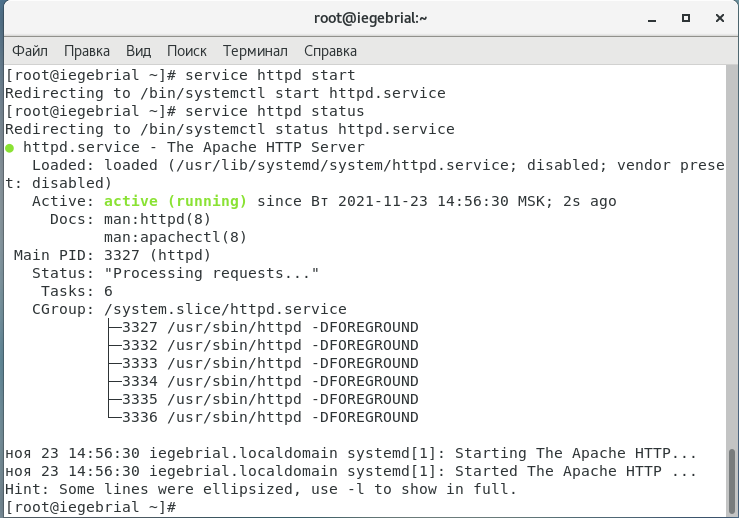 root@iegebrial:~
Файл Правка Вид Поиск Терминал Справка
[root@iegebrial ~]# service httpd start
Redirecting to /bin/systemctl start httpd.service
[root@iegebrial ~]# service httpd status
Redirecting to /bin/systemctl status httpd.service
● httpd.service - The Apache HTTP Server
   Loaded: loaded (/usr/lib/systemd/system/httpd.service; disabled; vendor prese
t: disabled)
   Active: active (running) since Вт 2021-11-23 14:56:30 MSK; 2s ago
     Docs: man:httpd(8)
           man:apachectl(8)
 Main PID: 3327 (httpd)
   Status: "Processing requests..."
    Tasks: 6
   CGroup: /system.slice/httpd.service
           ├─3327 /usr/sbin/httpd -DFOREGROUND
           ├─3332 /usr/sbin/httpd -DFOREGROUND
           ├─3333 /usr/sbin/httpd -DFOREGROUND
           ├─3334 /usr/sbin/httpd -DFOREGROUND
           ├─3335 /usr/sbin/httpd -DFOREGROUND
           └─3336 /usr/sbin/httpd -DFOREGROUND

ноя 23 14:56:30 iegebrial.localdomain systemd[1]: Starting The Apache HTTP...
ноя 23 14:56:30 iegebrial.localdomain systemd[1]: Started The Apache HTTP ...
Hint: Some lines were ellipsized, use -l to show in full.
[root@iegebrial ~]#